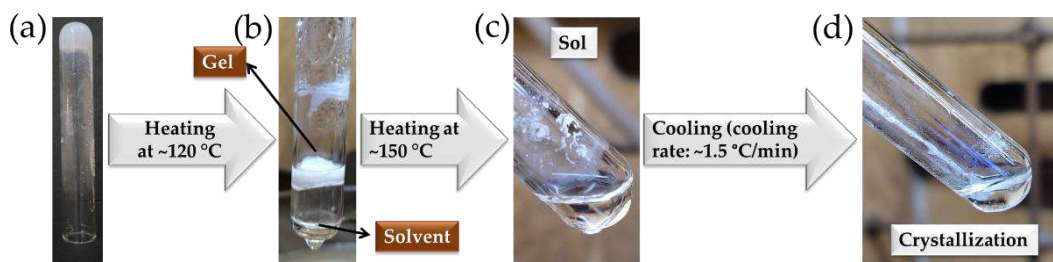 (a)
Heating
at ~120 °C
(b)
Gel
Solvent
Heating at
~150 °C
(c)
Sol
Cooling (cooling
rate: ~1.5 °C/min)
(d)
Crystallization